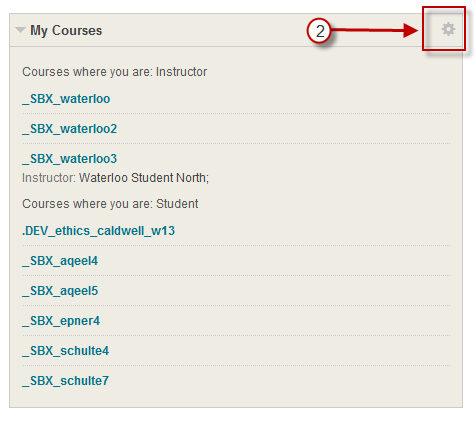 My Courses
2
Courses where you are: Instructor
_SBX_waterloo
_SBX_waterloo2
_SBX_waterloo3
Instructor: Waterloo Student North;
Courses where you are: Student
.DEV_ethics_caldwell_w13
_SBX_aqeel4
_SBX_aqeel5
_SBX_epner4
_SBX_schulte4
_SBX_schulte7